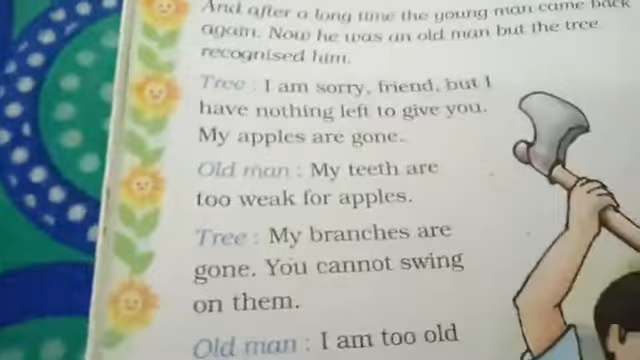 And after a long time the young man came back
again. Now he was an old man but the tree
recognised him.
Tree : I am sorry, friend, but I
have nothing left to give you.
My apples are gone.
Old man : My teeth are
too weak for apples.
Tree : My branches are
gone. You cannot swing
on them.
Old man : I am too old